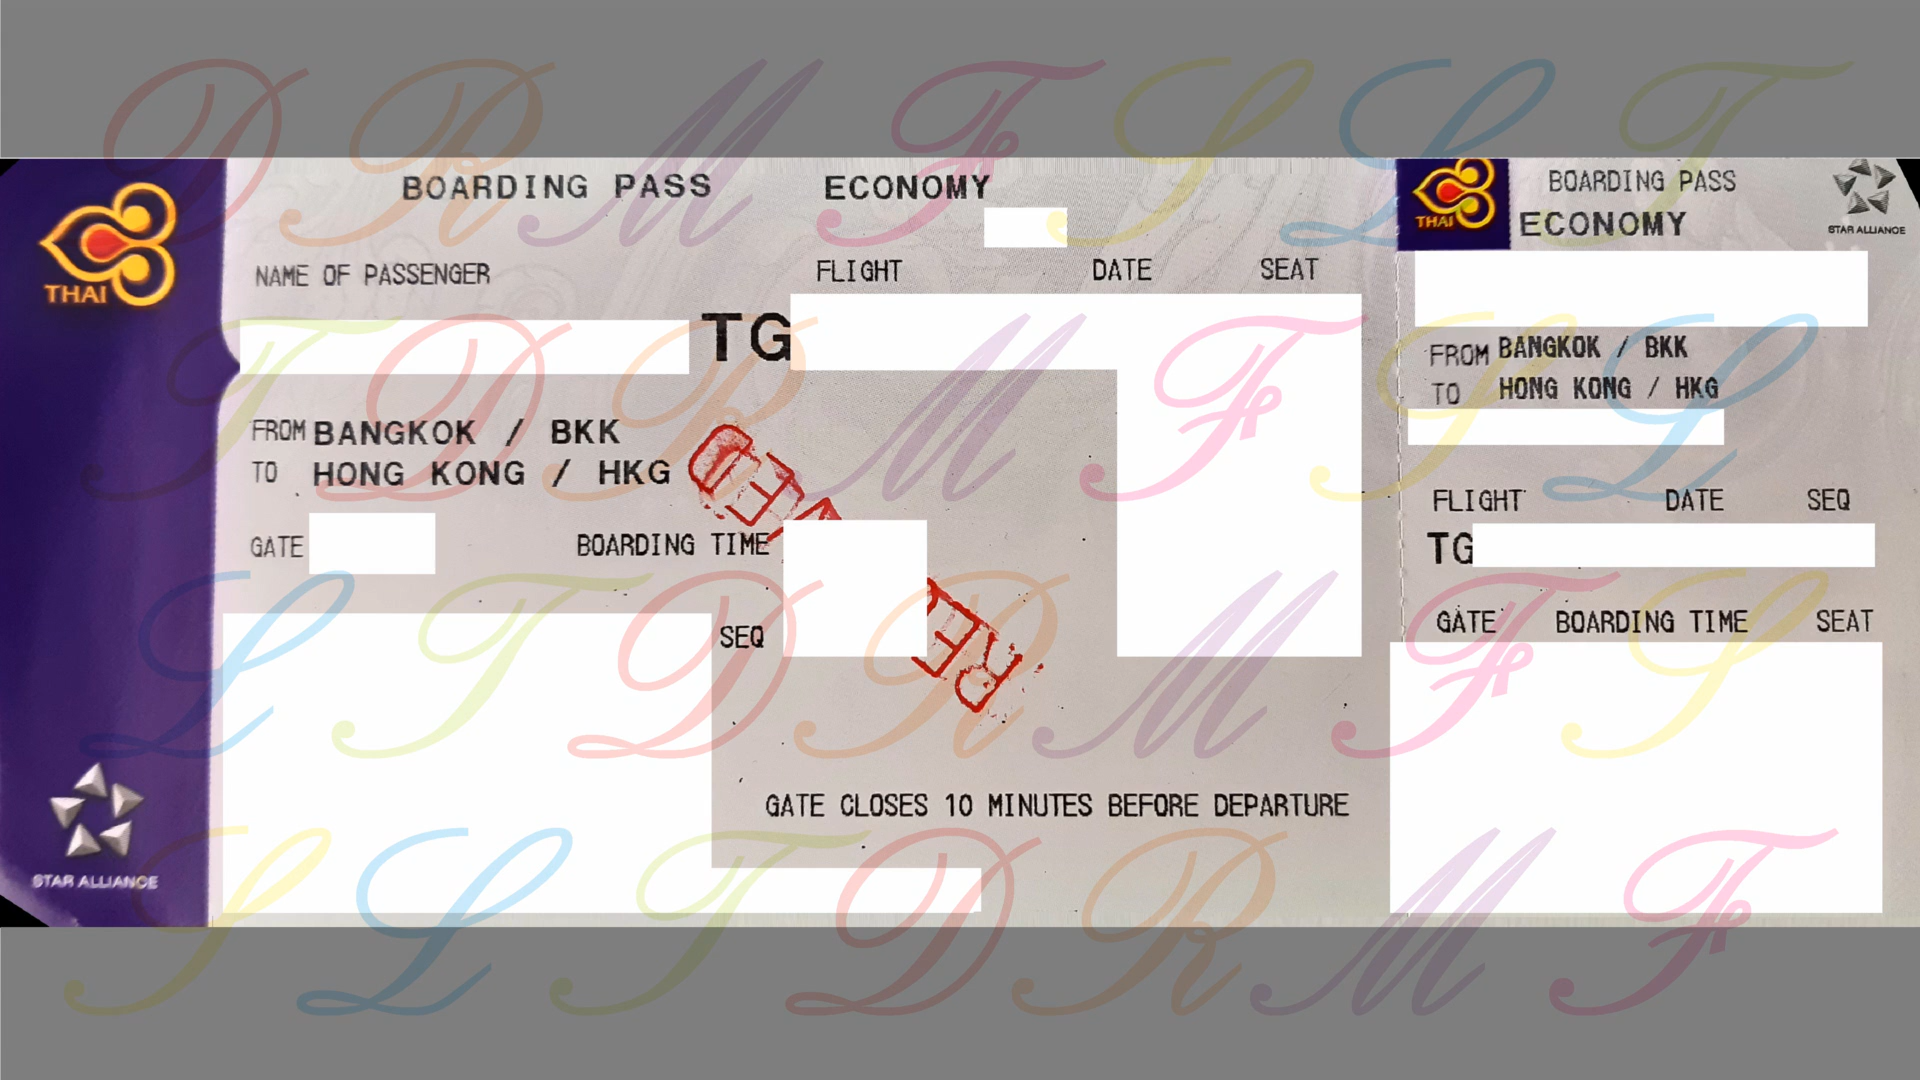 BOARDING PASS ECONOMY
NAME OF PASSENGER FLIGHT DATE SEAT
TG
FROM BANGKOK / BKK
TO HONG KONG / HKG
GATE BOARDING TIME
SEQ
GATE CLOSES 10 MINUTES BEFORE DEPARTURE
THAI
STAR ALLIANCE
THAI
BOARDING PASS
ECONOMY
STAR ALLIANCE
FROM BANGKOK / BKK
TO HONG KONG / HKG
FLIGHT DATE SEQ
TG
GATE BOARDING TIME SEAT
D R M F S L T
T D R M F S L
L T D R M F S
S L T D R M F